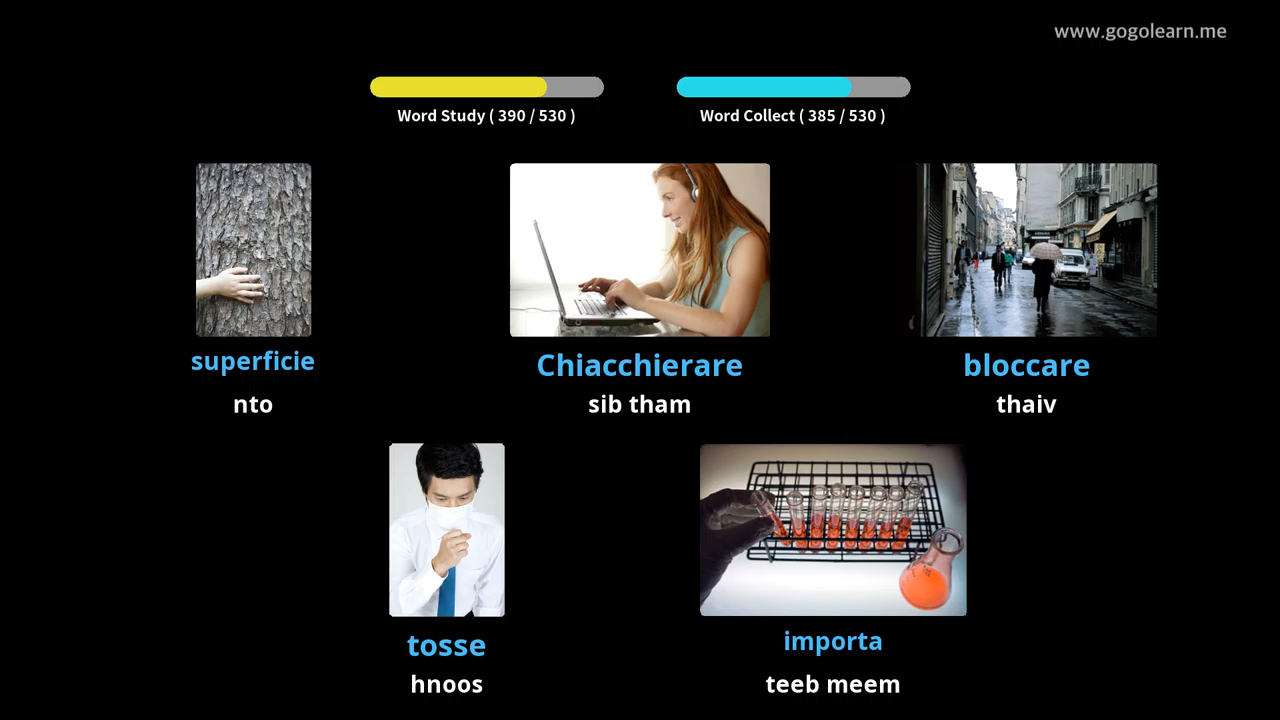 www.gogolearn.me
Word Study ( 390 / 530 )
Word Collect ( 385 / 530 )
superficie
nto
Chiacchierare
sib tham
bloccare
thaiv
tosse
hnoos
importa
teeb meem